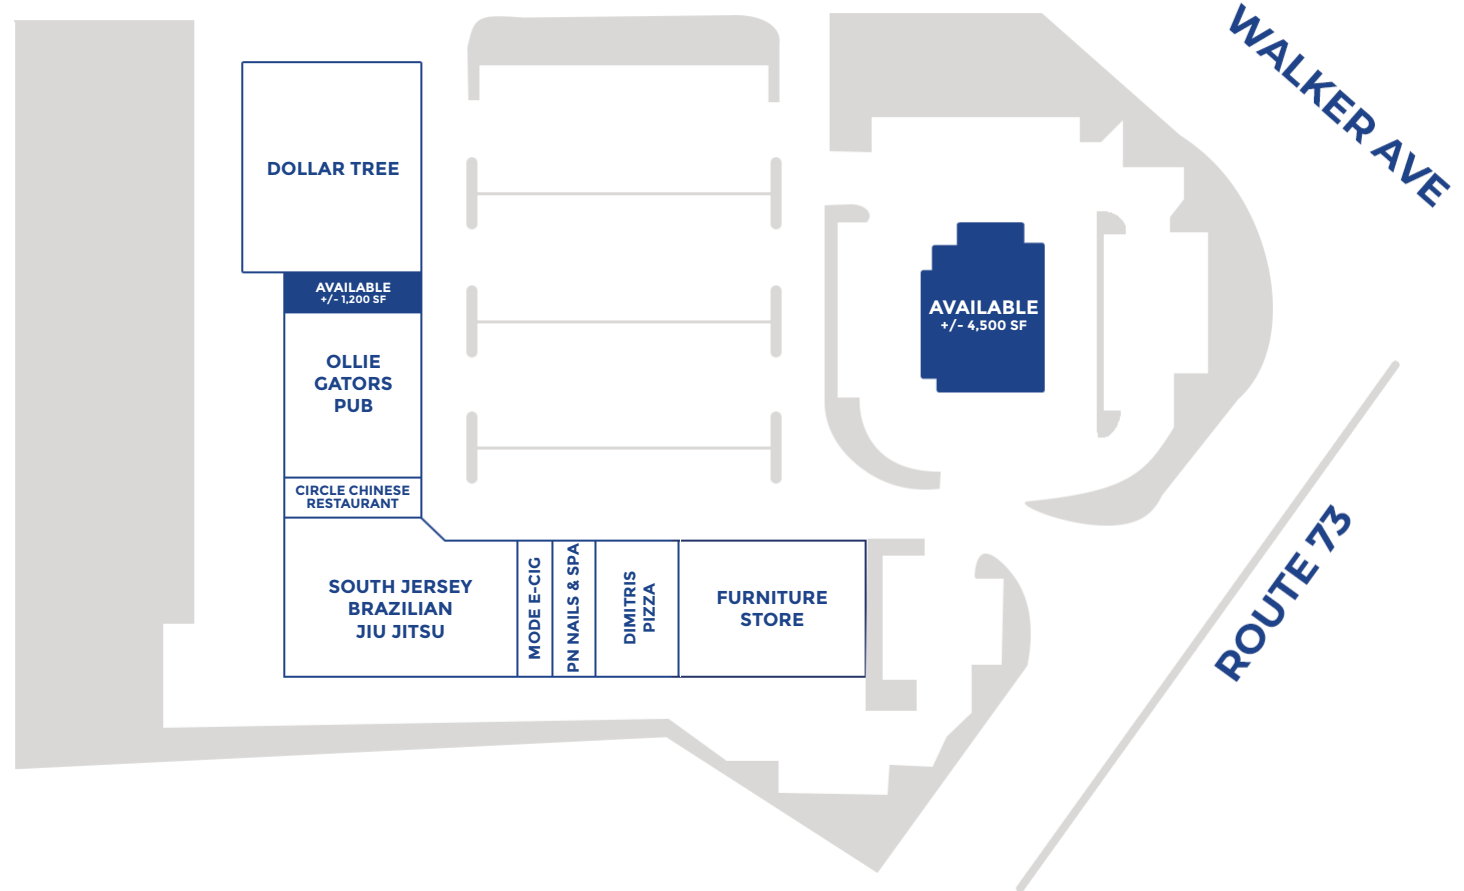 WALKER AVE
DOLLAR TREE
AVAILABLE
+/- 1,200 SF
AVAILABLE
+/- 4,500 SF
OLLIE
GATORS
PUB
CIRCLE CHINESE
RESTAURANT
SOUTH JERSEY
BRAZILIAN
JIU JITSU
MODE E-CIG
PN NAILS & SPA
DIMITRIS
PIZZA
FURNITURE
STORE
ROUTE 73